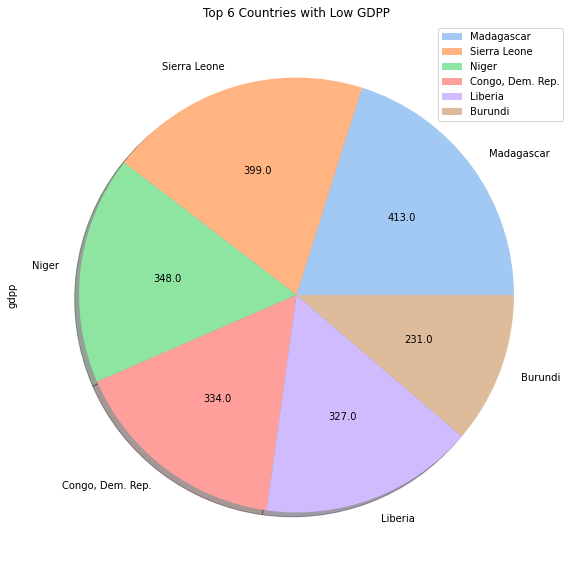 Top 6 Countries with Low GDPP
Madagascar
Sierra Leone
Niger
Congo, Dem. Rep.
Liberia
Burundi
Sierra Leone
Madagascar
399.0
413.0
Niger
348.0
gdpp
231.0
Burundi
334.0
327.0
Congo, Dem. Rep.
Liberia